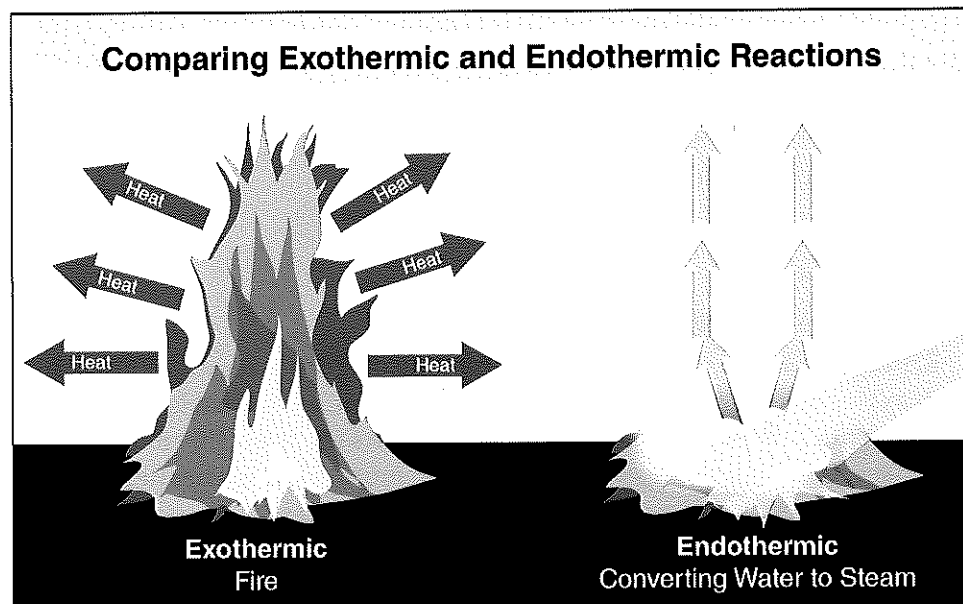 Comparing Exothermic and Endothermic Reactions
Heat
Heat
Heat
Heat
Heat
Heat
Exothermic
Fire
Endothermic
Converting Water to Steam